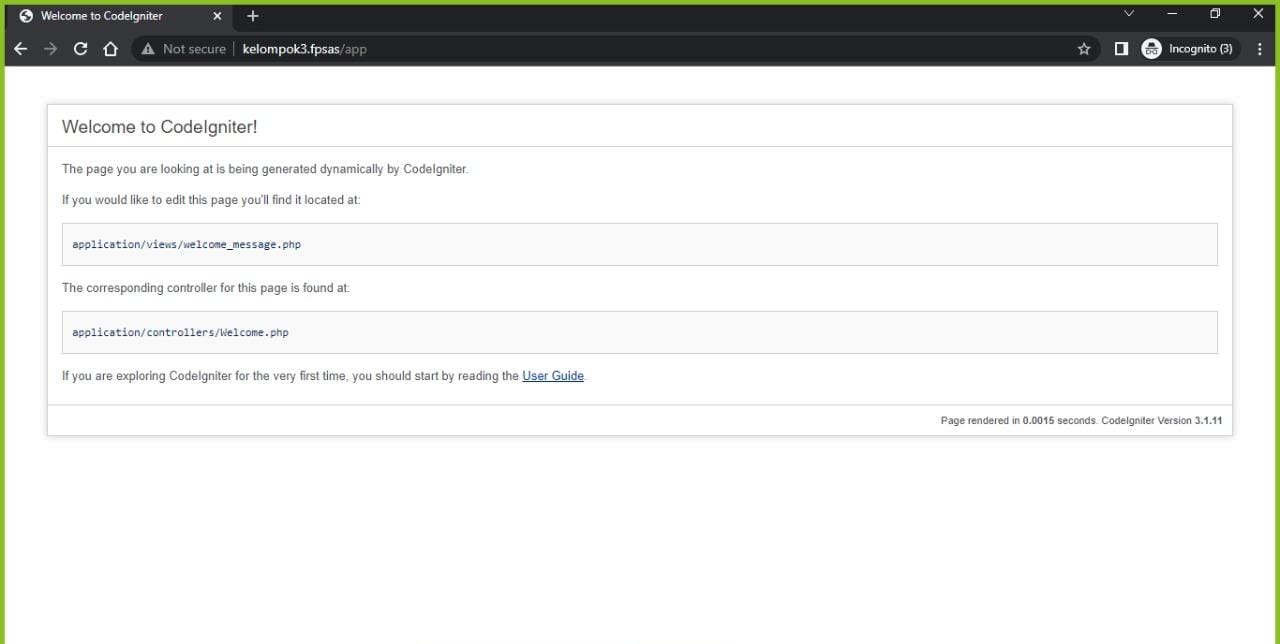 Welcome to CodeIgniter
Not secure
kelompok3.fpsas/app
Incognito (3)
Welcome to CodeIgniter!
The page you are looking at is being generated dynamically by CodeIgniter.
If you would like to edit this page you'll find it located at:
application/views/welcome_message.php
The corresponding controller for this page is found at:
application/controllers/Welcome.php
If you are exploring CodeIgniter for the very first time, you should start by reading the User Guide.
Page rendered in 0.0015 seconds. CodeIgniter Version 3.1.11